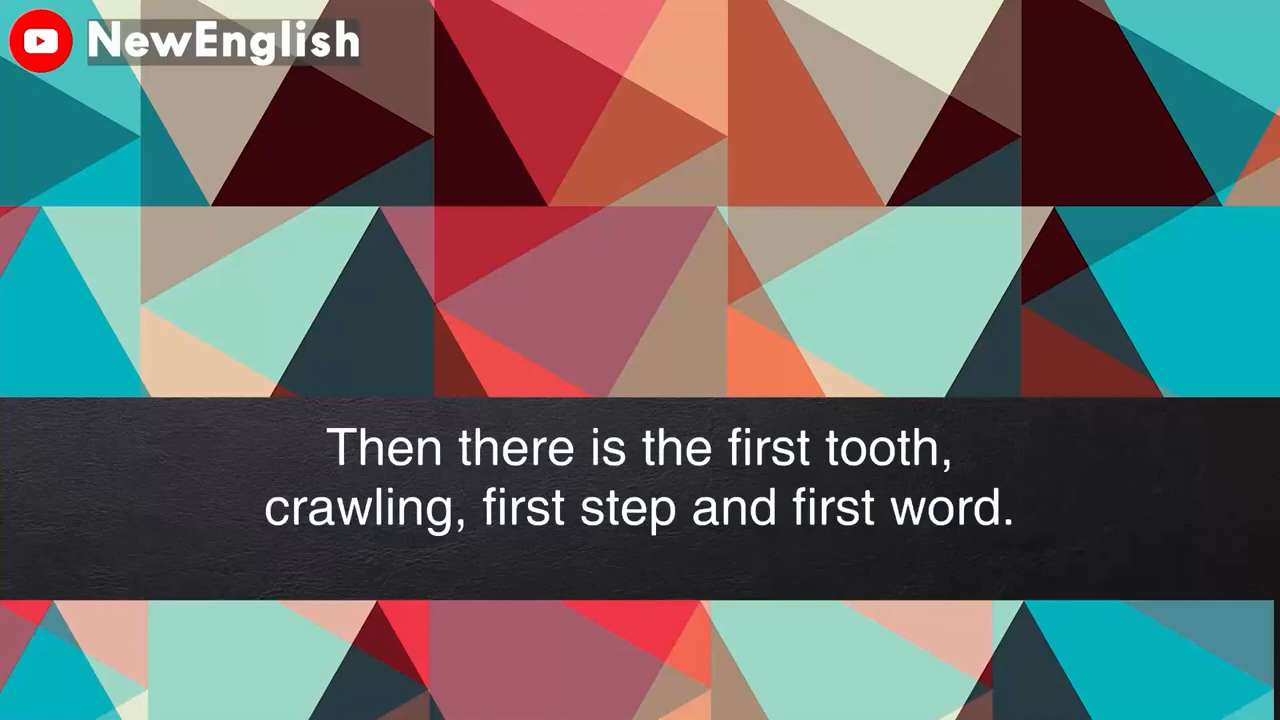 NewEnglish
Then there is the first tooth,
crawling, first step and first word.